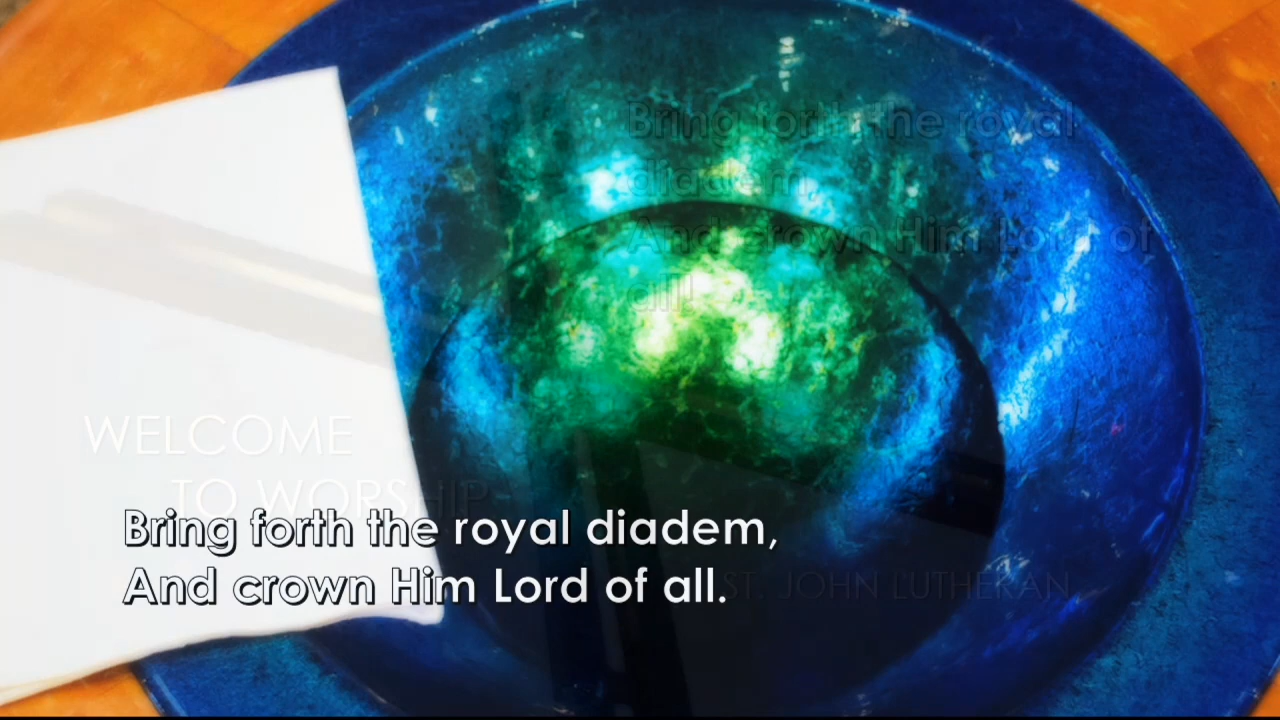 Bring forth the royal
diadem,
And crown Him Lord of
all!
WELCOME
TO WORSHIP
Bring forth the royal diadem,
And crown Him Lord of all.
ST. JOHN LUTHERAN